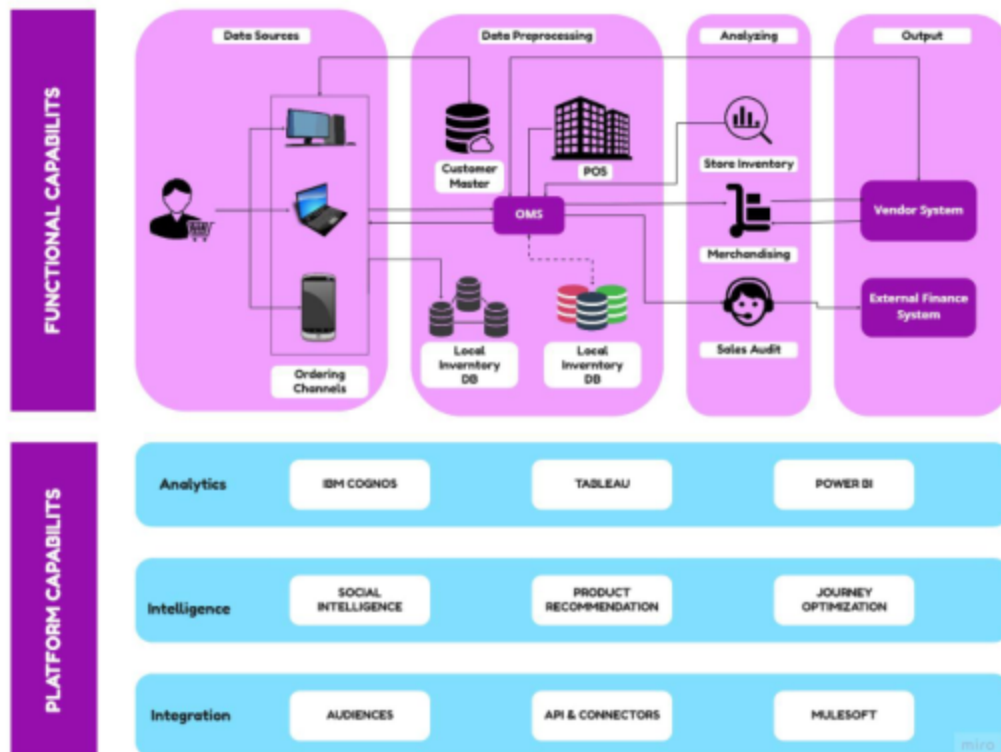 FUNCTIONAL CAPABILITS
Data Sources
Data Preprocessing
Analyzing
Output
Customer
Master
POS
Store Inventory
OMS
Vendor System
Merchandising
External Finance
System
Local
Inverntory
DB
Local
Inverntory
DB
Sales Audit
Ordering
Channels
PLATFORM CAPABILITS
Analytics
IBM COGNOS
TABLEAU
POWER BI
Intelligence
SOCIAL
INTELLIGENCE
PRODUCT
RECOMMENDATION
JOURNEY
OPTIMIZATION
Integration
AUDIENCES
API & CONNECTORS
MULESOFT
miro